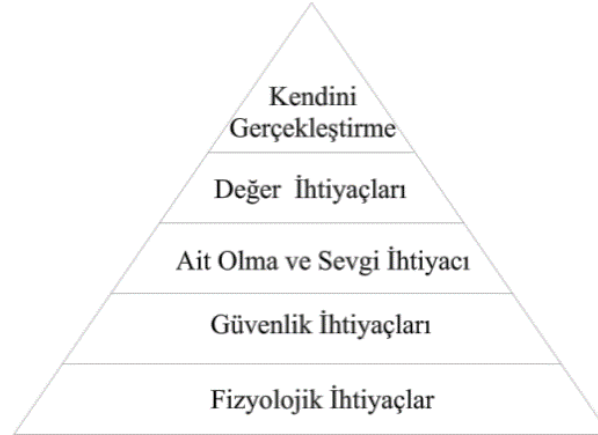 Kendini
Gerçekleştirme
Değer İhtiyaçları
Ait Olma ve Sevgi İhtiyacı
Güvenlik İhtiyaçları
Fizyolojik İhtiyaçlar